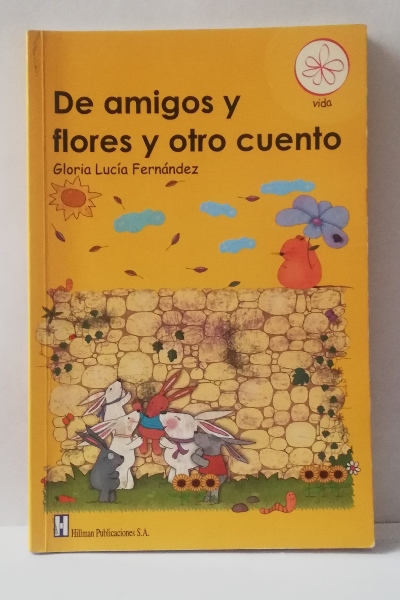 vida
De amigos y
flores y otro cuento
Gloria Lucía Fernández
H
Hillman Publicaciones S.A.